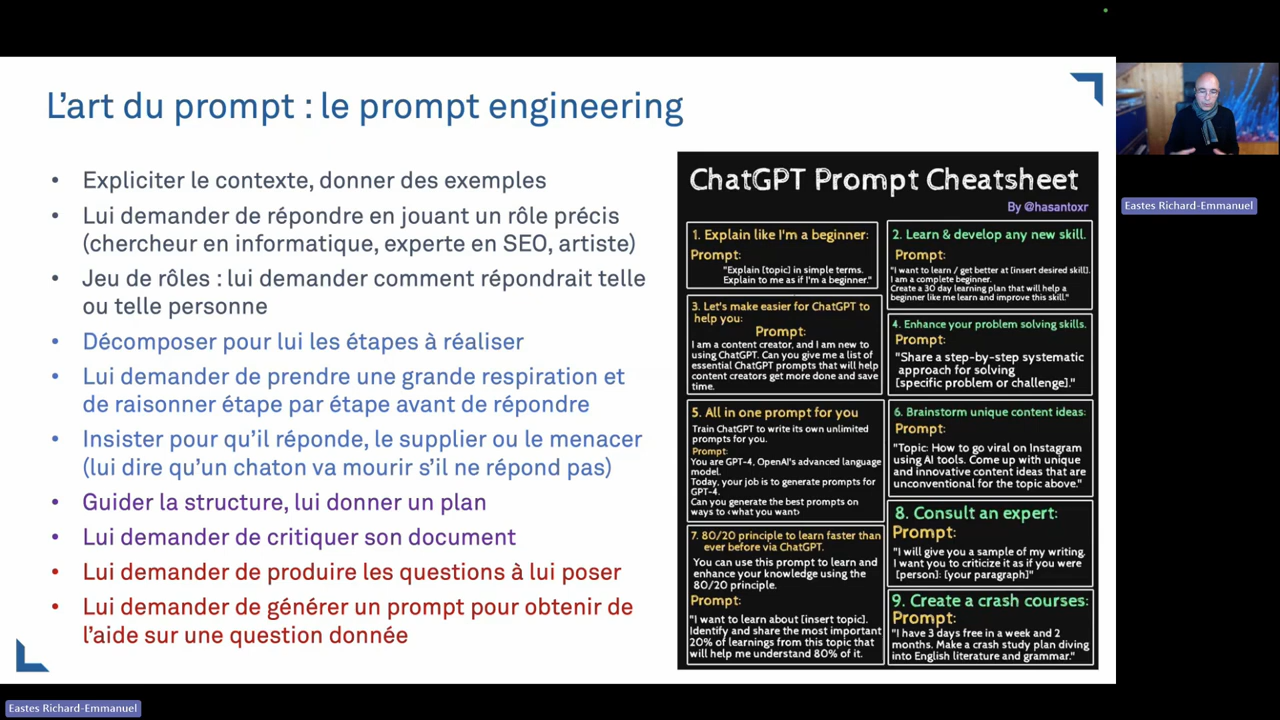 L'art du prompt : le prompt engineering
• Expliciter le contexte, donner des exemples
• Lui demander de répondre en jouant un rôle précis
(chercheur en informatique, experte en SEO, artiste)
• Jeu de rôles : lui demander comment répondrait telle
ou telle personne
• Décomposer pour lui les étapes à réaliser
• Lui demander de prendre une grande respiration et
de raisonner étape par étape avant de répondre
• Insister pour qu'il réponde, le supplier ou le menacer
(lui dire qu'un chaton va mourir s'il ne répond pas)
• Guider la structure, lui donner un plan
• Lui demander de critiquer son document
• Lui demander de produire les questions à lui poser
• Lui demander de générer un prompt pour obtenir de
l'aide sur une question donnée
ChatGPT Prompt Cheatsheet
By @hasantoxr
1. Explain like I'm a beginner:
Prompt:
"Explain [topic] in simple terms.
Explain to me as if I'm a beginner."
2. Learn & develop any new skill.
Prompt:
"I want to learn / get better at [insert desired skill].
I am a complete beginner.
Create a 30 day learning plan that will help a
beginner like me learn and improve this skill."
3. Let's make easier for ChatGPT to
help you:
Prompt:
I am a content creator, and I am new to
using ChatGPT. Can you give me a list of
essential ChatGPT prompts that will help
content creators get more done and save
time.
4. Enhance your problem solving skills.
Prompt:
"Share a step-by-step systematic
approach for solving
[specific problem or challenge]."
5. All in one prompt for you
Train ChatGPT to write its own unlimited
prompts for you.
Prompt:
You are GPT-4, OpenAI's advanced language
model.
Today, your job is to generate prompts for
GPT-4.
Can you generate the best prompts on
ways to <what you want>
6. Brainstorm unique content ideas:
Prompt:
"Topic: How to go viral on Instagram
using AI tools. Come up with unique
and innovative content ideas that are
unconventional for the topic above."
7. 80/20 principle to learn faster than
ever before via ChatGPT.
You can use this prompt to learn and
enhance your knowledge using the
80/20 principle.
Prompt:
"I want to learn about [insert topic].
Identify and share the most important
20% of learnings from this topic that
will help me understand 80% of it.
8. Consult an expert:
Prompt:
"I will give you a sample of my writing.
I want you to criticize it as if you were
[person]: [your paragraph]"
9. Create a crash courses:
Prompt:
"I have 3 days free in a week and 2
months. Make a crash study plan diving
into English literature and grammar."
Eastes Richard-Emmanuel
Eastes Richard-Emmanuel